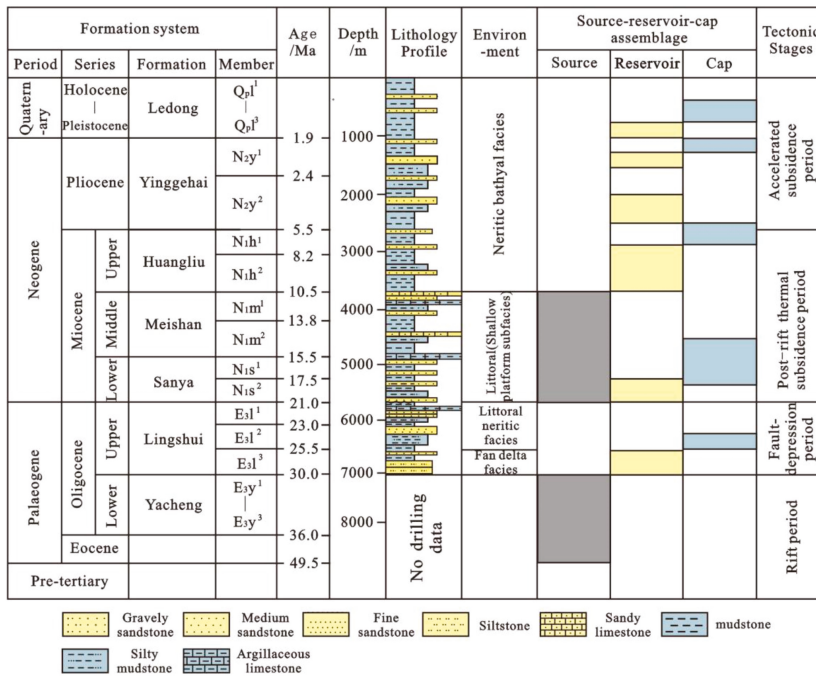 Formation system
Age
/Ma
Depth
/m
Lithology
Profile
Environ
-ment
Source-reservoir-cap
assemblage
Tectonic
Stages
Period
Series
Formation
Member
Source
Reservoir
Cap
Quatern
-ary
Holocene
Pleistocene
Ledong
Qpl¹
Qpl³
1.9
1000
Neritic bathyal facies
Accelerated
subsidence
period
Neogene
Pliocene
Yinggehai
N2y¹
2.4
2000
N2y²
5.5
Miocene
Upper
Huangliu
N1h¹
8.2
3000
N1h²
10.5
Middle
Meishan
N1m¹
13.8
4000
N1m²
15.5
Littoral(Shallow
platform subfacies)
Post-rift thermal
subsidence period
Lower
Sanya
N1s¹
5000
17.5
N1s²
21.0
Palaeogene
Oligocene
Upper
Lingshui
E3l¹
23.0
6000
E3l²
25.5
E3l³
30.0
7000
Littoral
neritic
facies
Fan delta
facies
Fault-
depression
period
Lower
Yacheng
E3y¹
E3y³
36.0
8000
No drilling
data
Rift period
Eocene
49.5
Pre-tertiary
Gravely
sandstone
Medium
sandstone
Fine
sandstone
Siltstone
Sandy
limestone
mudstone
Silty
mudstone
Argillaceous
limestone